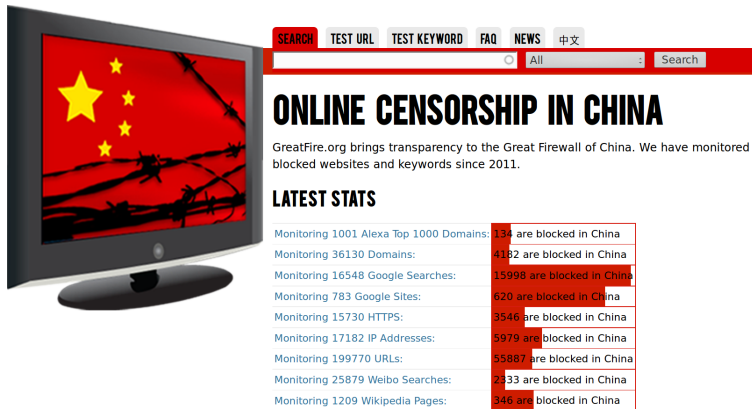 SEARCH TEST URL TEST KEYWORD FAQ NEWS 中文
All Search
ONLINE CENSORSHIP IN CHINA
GreatFire.org brings transparency to the Great Firewall of China. We have monitored
blocked websites and keywords since 2011.
LATEST STATS
Monitoring 1001 Alexa Top 1000 Domains: 134 are blocked in China
Monitoring 36130 Domains: 4182 are blocked in China
Monitoring 16548 Google Searches: 15998 are blocked in China
Monitoring 783 Google Sites: 620 are blocked in China
Monitoring 15730 HTTPS: 3546 are blocked in China
Monitoring 17182 IP Addresses: 5979 are blocked in China
Monitoring 199770 URLs: 55887 are blocked in China
Monitoring 25879 Weibo Searches: 2333 are blocked in China
Monitoring 1209 Wikipedia Pages: 346 are blocked in China